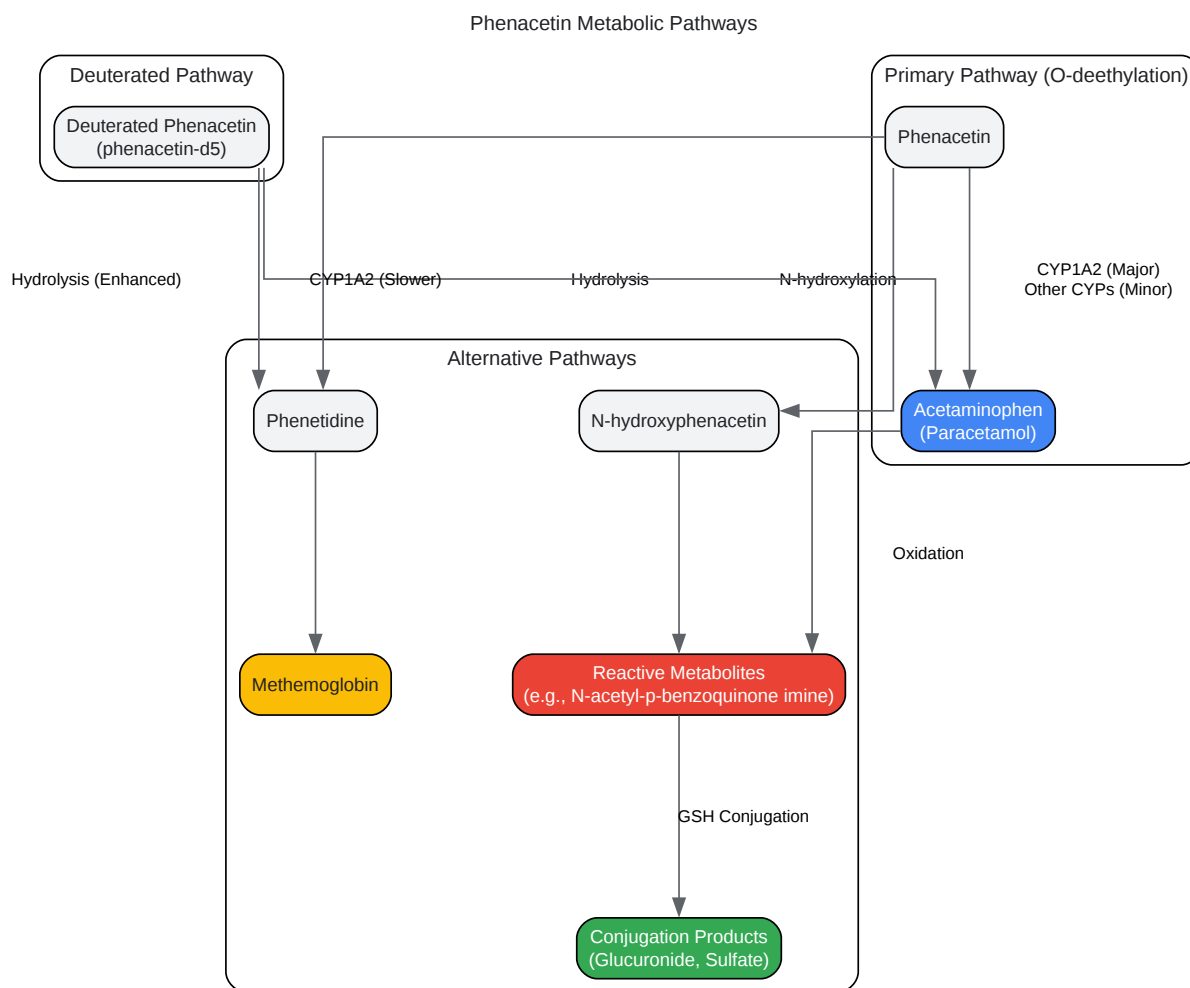 Phenacetin Metabolic Pathways
Deuterated Pathway
Primary Pathway (O-deethylation)
Deuterated Phenacetin
(phenacetin-d5)
Phenacetin
Hydrolysis (Enhanced)
CYP1A2 (Slower)
Hydrolysis
N-hydroxylation
CYP1A2 (Major)
Other CYPs (Minor)
Alternative Pathways
Phenetidine
N-hydroxyphenacetin
Acetaminophen
(Paracetamol)
Oxidation
Methemoglobin
Reactive Metabolites
(e.g., N-acetyl-p-benzoquinone imine)
GSH Conjugation
Conjugation Products
(Glucuronide, Sulfate)